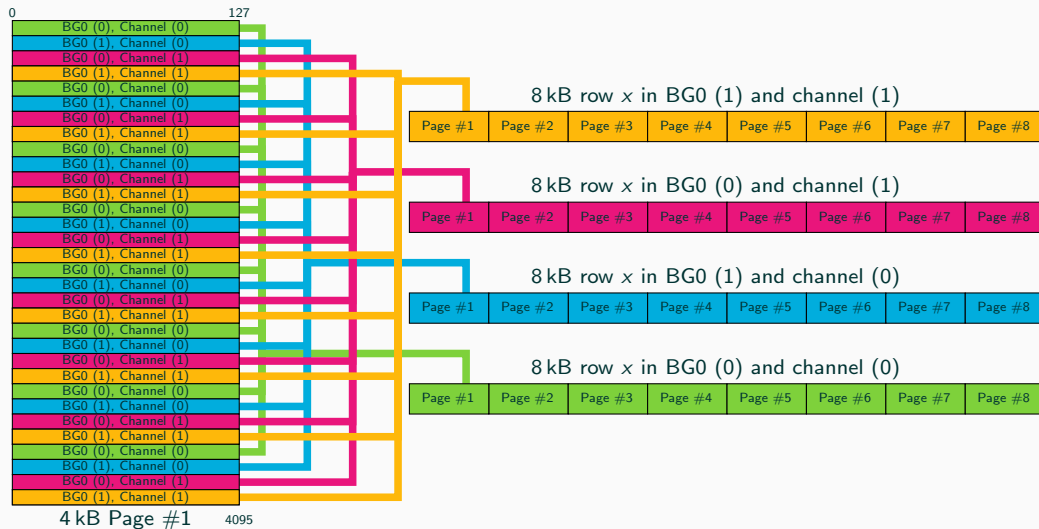 0 127
BG0 (0), Channel (0)
BG0 (1), Channel (0)
BG0 (0), Channel (1)
BG0 (1), Channel (1)
BG0 (0), Channel (0)
BG0 (1), Channel (0)
BG0 (0), Channel (1)
BG0 (1), Channel (1)
BG0 (0), Channel (0)
BG0 (1), Channel (0)
BG0 (0), Channel (1)
BG0 (1), Channel (1)
BG0 (0), Channel (0)
BG0 (1), Channel (0)
BG0 (0), Channel (1)
BG0 (1), Channel (1)
BG0 (0), Channel (0)
BG0 (1), Channel (0)
BG0 (0), Channel (1)
BG0 (1), Channel (1)
BG0 (0), Channel (0)
BG0 (1), Channel (0)
BG0 (0), Channel (1)
BG0 (1), Channel (1)
BG0 (0), Channel (0)
BG0 (1), Channel (0)
BG0 (0), Channel (1)
BG0 (1), Channel (1)
BG0 (0), Channel (0)
BG0 (1), Channel (0)
BG0 (0), Channel (1)
BG0 (1), Channel (1)
4 kB Page #1 4095
8 kB row x in BG0 (1) and channel (1)
Page #1 Page #2 Page #3 Page #4 Page #5 Page #6 Page #7 Page #8
8 kB row x in BG0 (0) and channel (1)
Page #1 Page #2 Page #3 Page #4 Page #5 Page #6 Page #7 Page #8
8 kB row x in BG0 (1) and channel (0)
Page #1 Page #2 Page #3 Page #4 Page #5 Page #6 Page #7 Page #8
8 kB row x in BG0 (0) and channel (0)
Page #1 Page #2 Page #3 Page #4 Page #5 Page #6 Page #7 Page #8